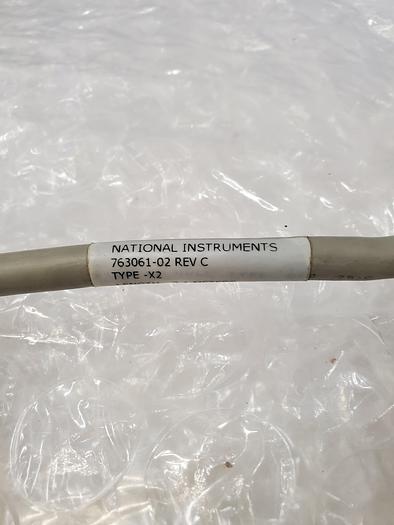 NATIONAL INSTRUMENTS
763061-02 REV C
TYPE -X2